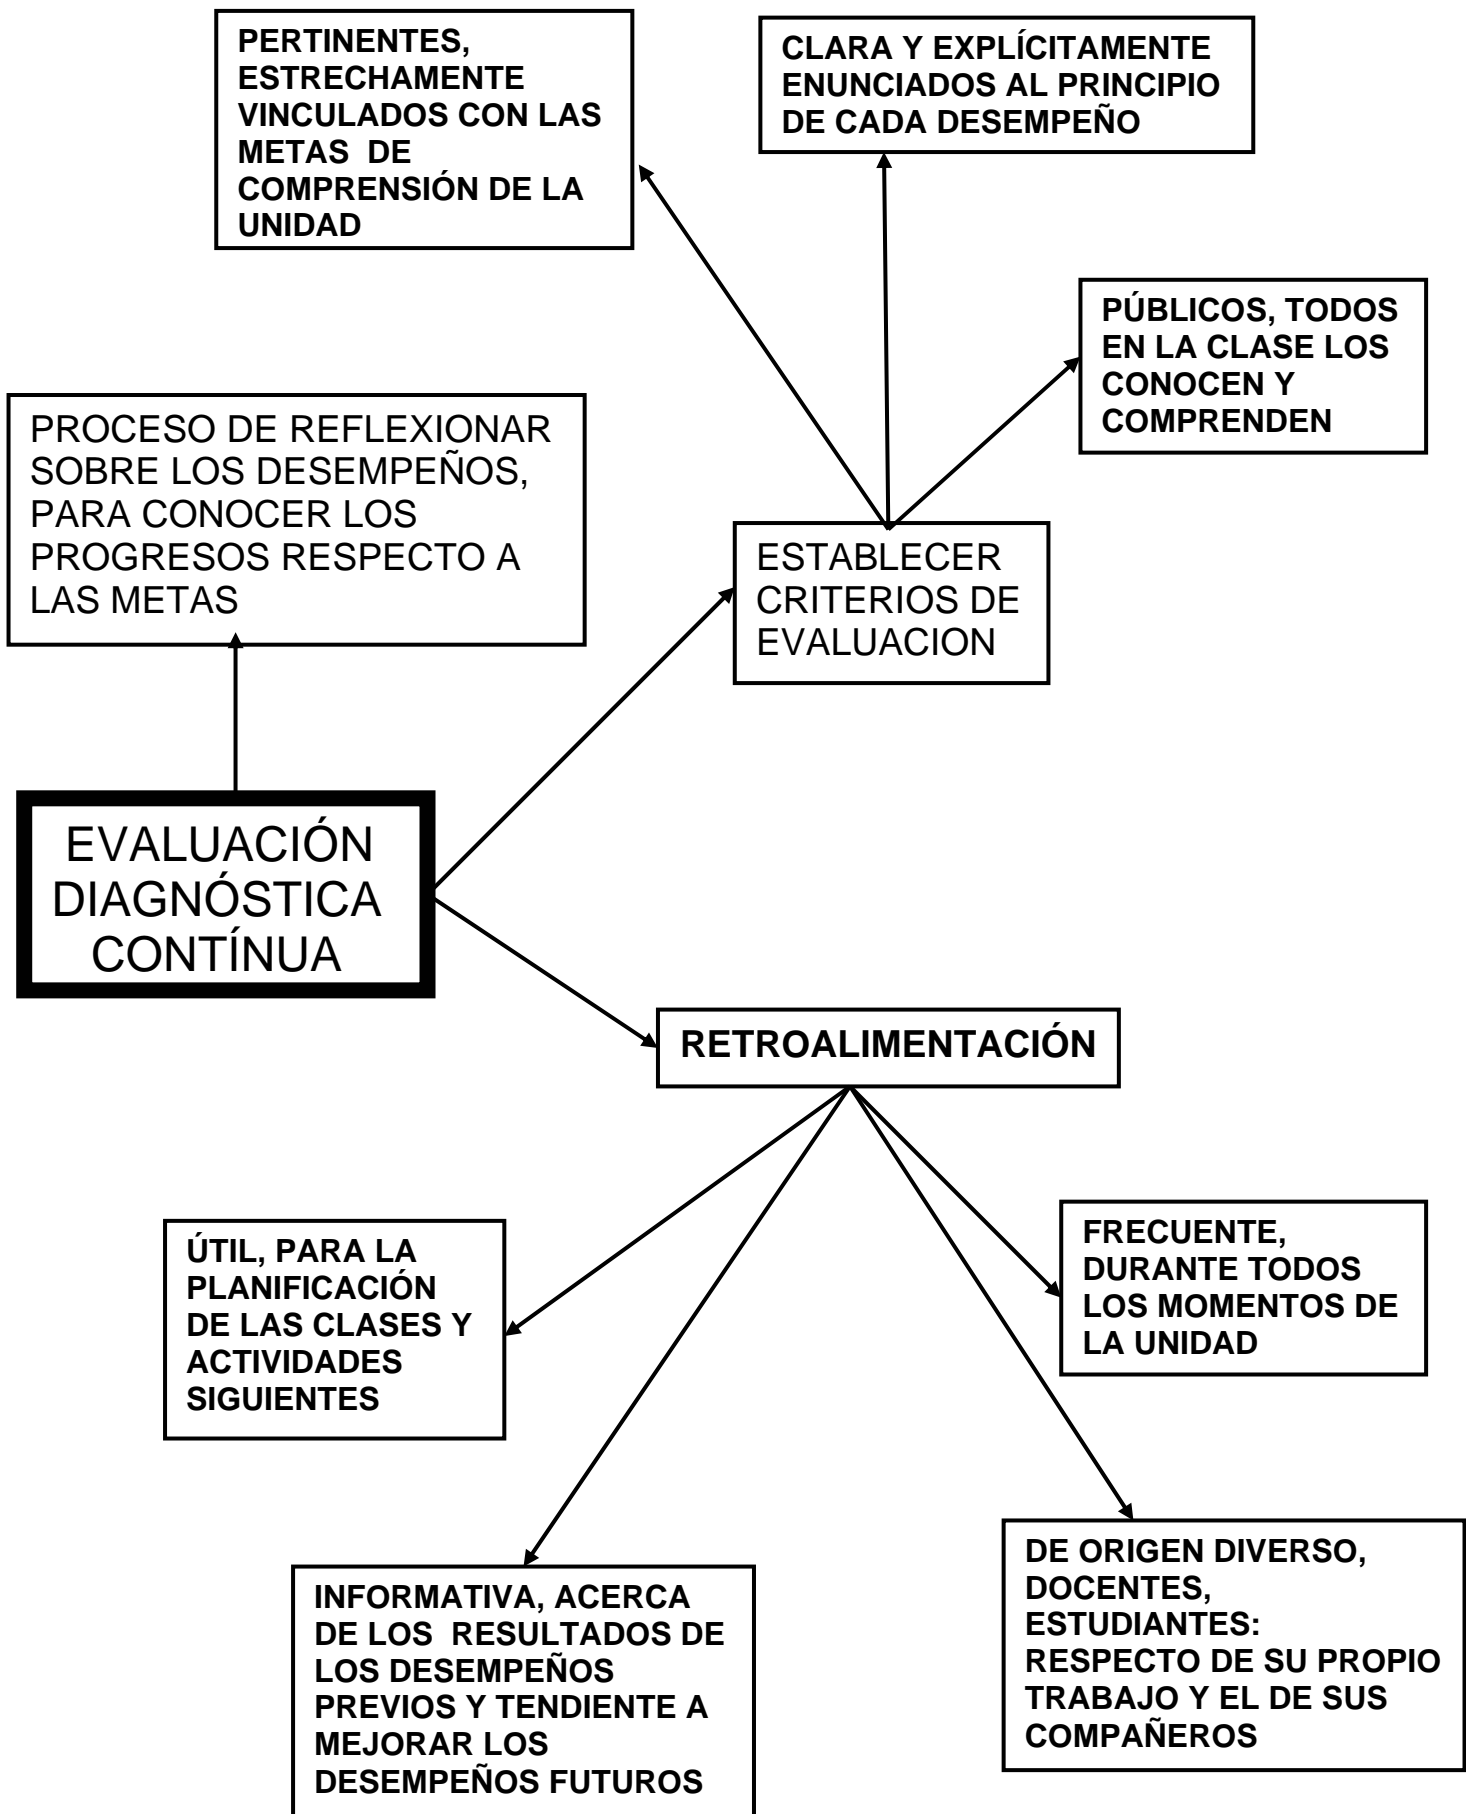 PERTINENTES,
ESTRECHAMENTE
VINCULADOS CON LAS
METAS  DE
COMPRENSIÓN DE LA
UNIDAD
CLARA Y EXPLÍCITAMENTE
ENUNCIADOS AL PRINCIPIO
DE CADA DESEMPEÑO
PÚBLICOS, TODOS
EN LA CLASE LOS
CONOCEN Y
COMPRENDEN
PROCESO DE REFLEXIONAR
SOBRE LOS DESEMPEÑOS,
PARA CONOCER LOS
PROGRESOS RESPECTO A
LAS METAS
ESTABLECER
CRITERIOS DE
EVALUACION
EVALUACIÓN
DIAGNÓSTICA
CONTÍNUA
RETROALIMENTACIÓN
ÚTIL, PARA LA
PLANIFICACIÓN
DE LAS CLASES Y
ACTIVIDADES
SIGUIENTES
FRECUENTE,
DURANTE TODOS
LOS MOMENTOS DE
LA UNIDAD
INFORMATIVA, ACERCA
DE LOS  RESULTADOS DE
LOS DESEMPEÑOS
PREVIOS Y TENDIENTE A
MEJORAR LOS
DESEMPEÑOS FUTUROS
DE ORIGEN DIVERSO,
DOCENTES,
ESTUDIANTES:
RESPECTO DE SU PROPIO
TRABAJO Y EL DE SUS
COMPAÑEROS